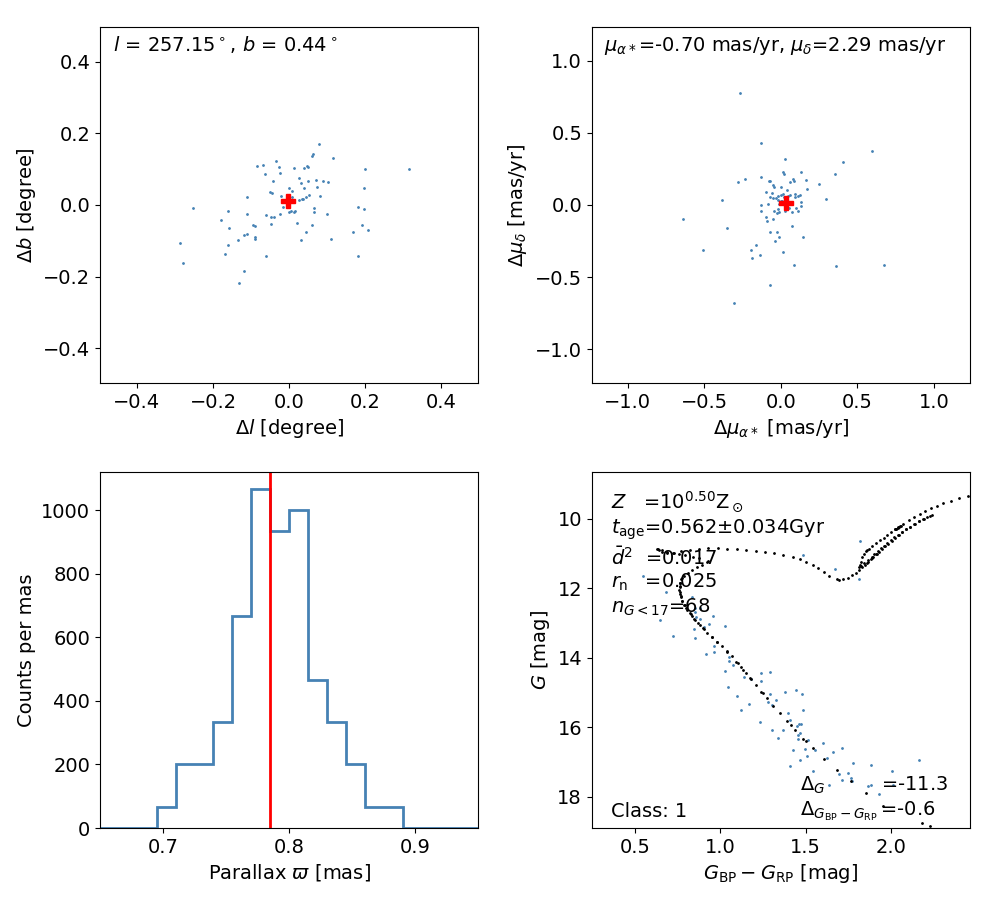 l = 257.15°, b = 0.44°
0.4
0.2
0.0
−0.2
−0.4
Δb [degree]
−0.4 −0.2 0.0 0.2 0.4
Δl [degree]
μα*=-0.70 mas/yr, μδ=2.29 mas/yr
1.0
0.5
0.0
−0.5
−1.0
Δμδ [mas/yr]
−1.0 −0.5 0.0 0.5 1.0
Δμα* [mas/yr]
1000
800
600
400
200
0
Counts per mas
0.7 0.8 0.9
Parallax ϖ [mas]
Z =10^0.50Z⊙
t_age=0.562±0.034Gyr
d̄² =0.017
r_n =0.025
n_G<17=68
10
12
14
16
18
G [mag]
Δ_G =-11.3
Class: 1
Δ_GBP−GRP=-0.6
0.5 1.0 1.5 2.0
G_BP − G_RP [mag]